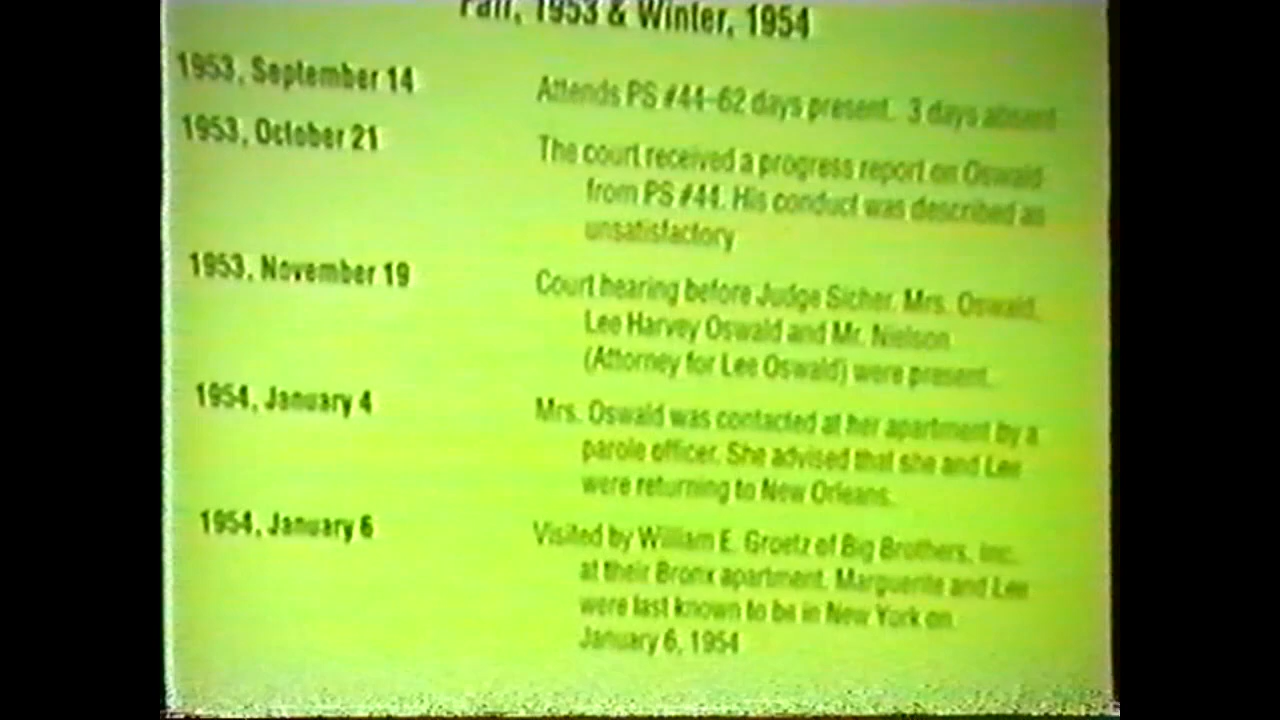 Fall, 1953 & Winter, 1954
1953, September 14
Attends PS #44-62 days present. 3 days absent
1953, October 21
The court received a progress report on Oswald
from PS #44. His conduct was described as
unsatisfactory
1953, November 19
Court hearing before Judge Sicher. Mrs. Oswald,
Lee Harvey Oswald and Mr. Nielson
(Attorney for Lee Oswald) were present.
1954, January 4
Mrs. Oswald was contacted at her apartment by a
parole officer. She advised that she and Lee
were returning to New Orleans.
1954, January 6
Visited by William E. Groetz of Big Brothers, Inc.
at their Bronx apartment. Marguerite and Lee
were last known to be in New York on
January 6, 1954